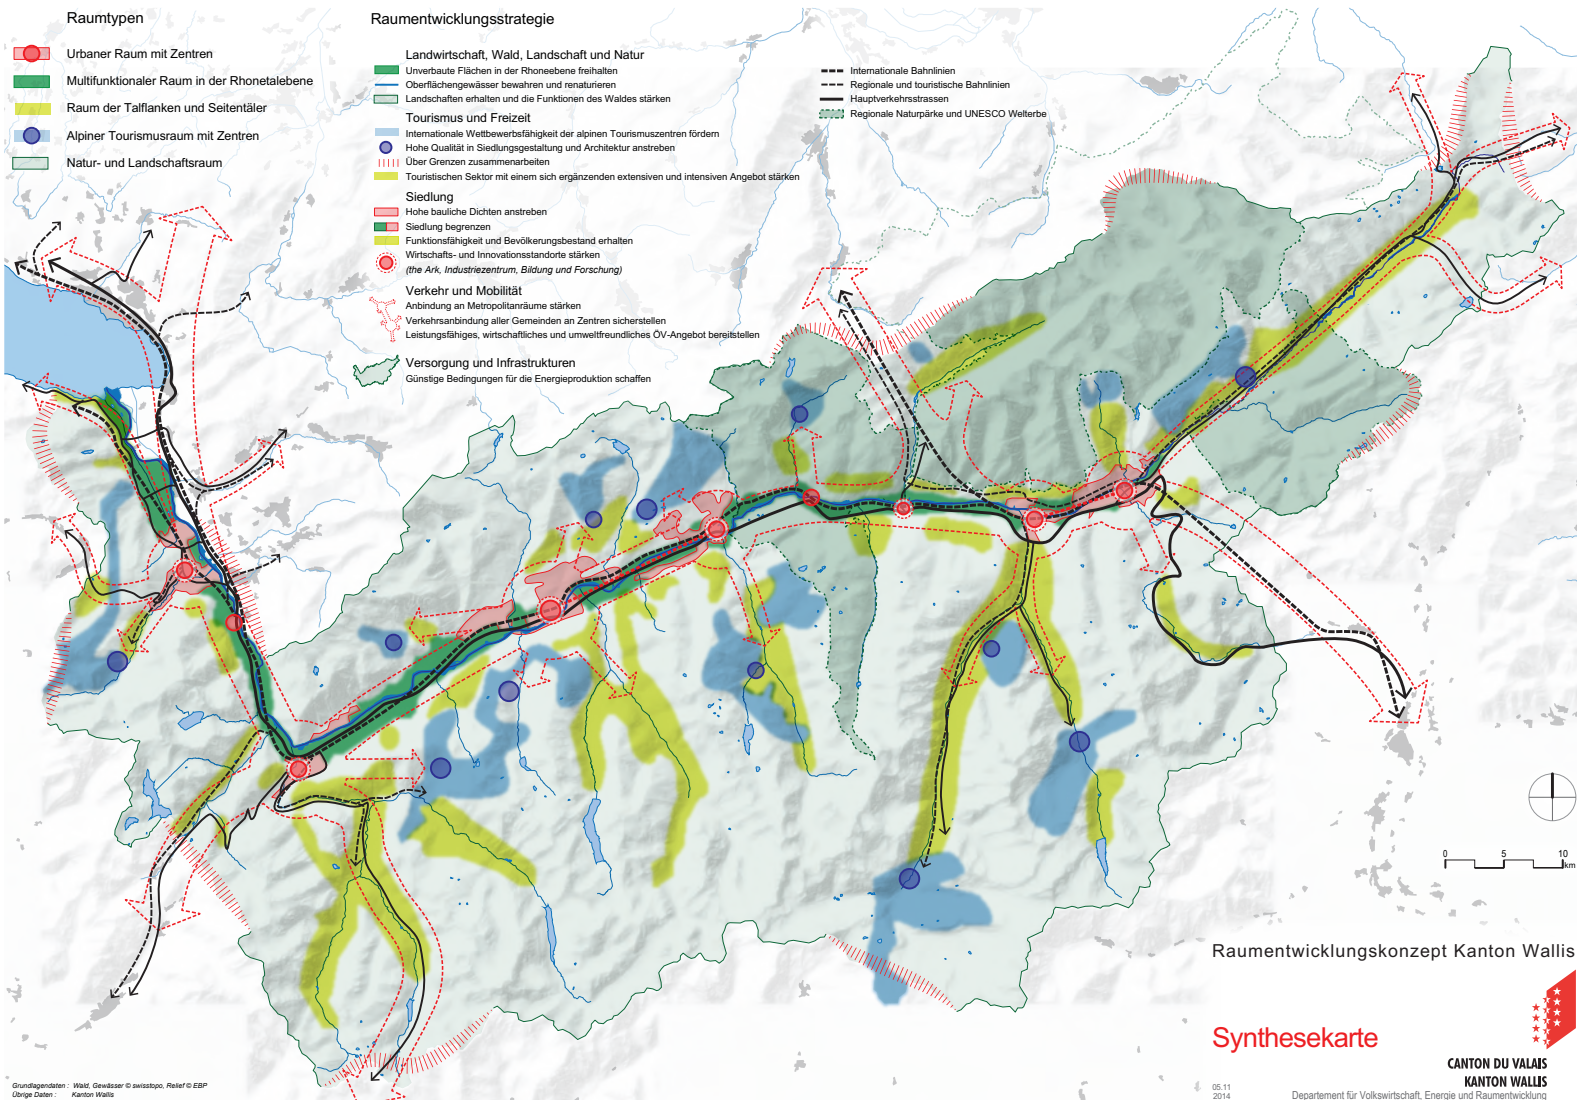 Raumtypen
Urbaner Raum mit Zentren
Multifunktionaler Raum in der Rhonetalebene
Raum der Talflanken und Seitentäler
Alpiner Tourismusraum mit Zentren
Natur- und Landschaftsraum
Raumentwicklungsstrategie
Landwirtschaft, Wald, Landschaft und Natur
Unverbaute Flächen in der Rhoneebene freihalten
Oberflächengewässer bewahren und renaturieren
Landschaften erhalten und die Funktionen des Waldes stärken
Tourismus und Freizeit
Internationale Wettbewerbsfähigkeit der alpinen Tourismuszentren fördern
Hohe Qualität in Siedlungsgestaltung und Architektur anstreben
Über Grenzen zusammenarbeiten
Touristischen Sektor mit einem sich ergänzenden extensiven und intensiven Angebot stärken
Siedlung
Hohe bauliche Dichten anstreben
Siedlung begrenzen
Funktionsfähigkeit und Bevölkerungsbestand erhalten
Wirtschafts- und Innovationsstandorte stärken
(the Ark, Industriezentrum, Bildung und Forschung)
Verkehr und Mobilität
Anbindung an Metropolitanräume stärken
Verkehrsanbindung aller Gemeinden an Zentren sicherstellen
Leistungsfähiges, wirtschaftliches und umweltfreundliches ÖV-Angebot bereitstellen
Versorgung und Infrastrukturen
Günstige Bedingungen für die Energieproduktion schaffen
Internationale Bahnlinien
Regionale und touristische Bahnlinien
Hauptverkehrsstrassen
Regionale Naturpärke und UNESCO Welterbe
0 5 10
km
Raumentwicklungskonzept Kanton Wallis
Synthesekarte
CANTON DU VALAIS
KANTON WALLIS
05.11
2014
Departement für Volkswirtschaft, Energie und Raumentwicklung
Grundlagendaten : Wald, Gewässer © swisstopo, Relief © EBP
Übrige Daten : Kanton Wallis